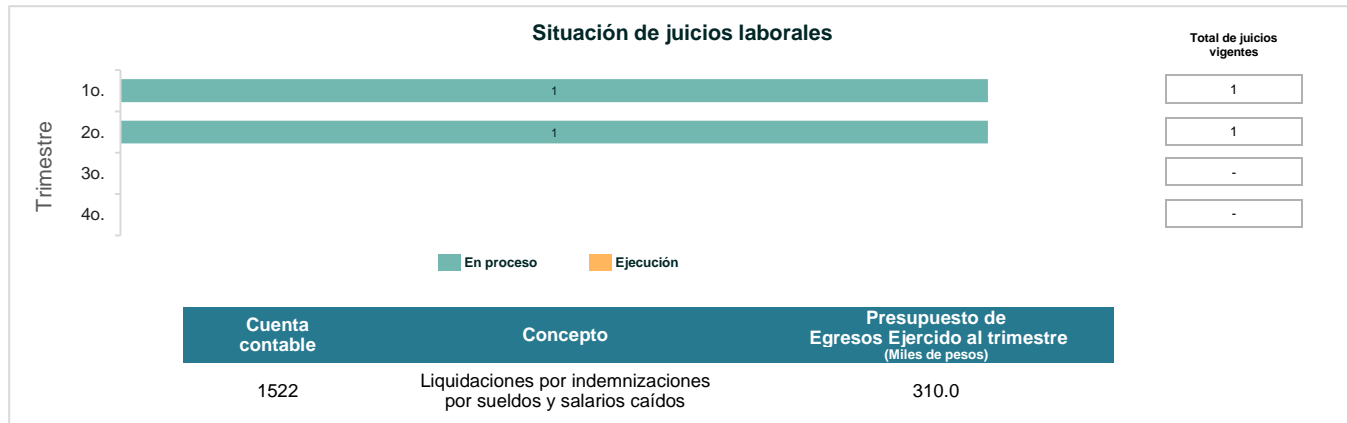 Situación de juicios laborales
Total de juicios
vigentes
Trimestre
1o.
1
1
2o.
1
1
3o.
-
4o.
-
En proceso
Ejecución
Cuenta
contable
Concepto
Presupuesto de
Egresos Ejercido al trimestre
(Miles de pesos)
1522
Liquidaciones por indemnizaciones
por sueldos y salarios caídos
310.0